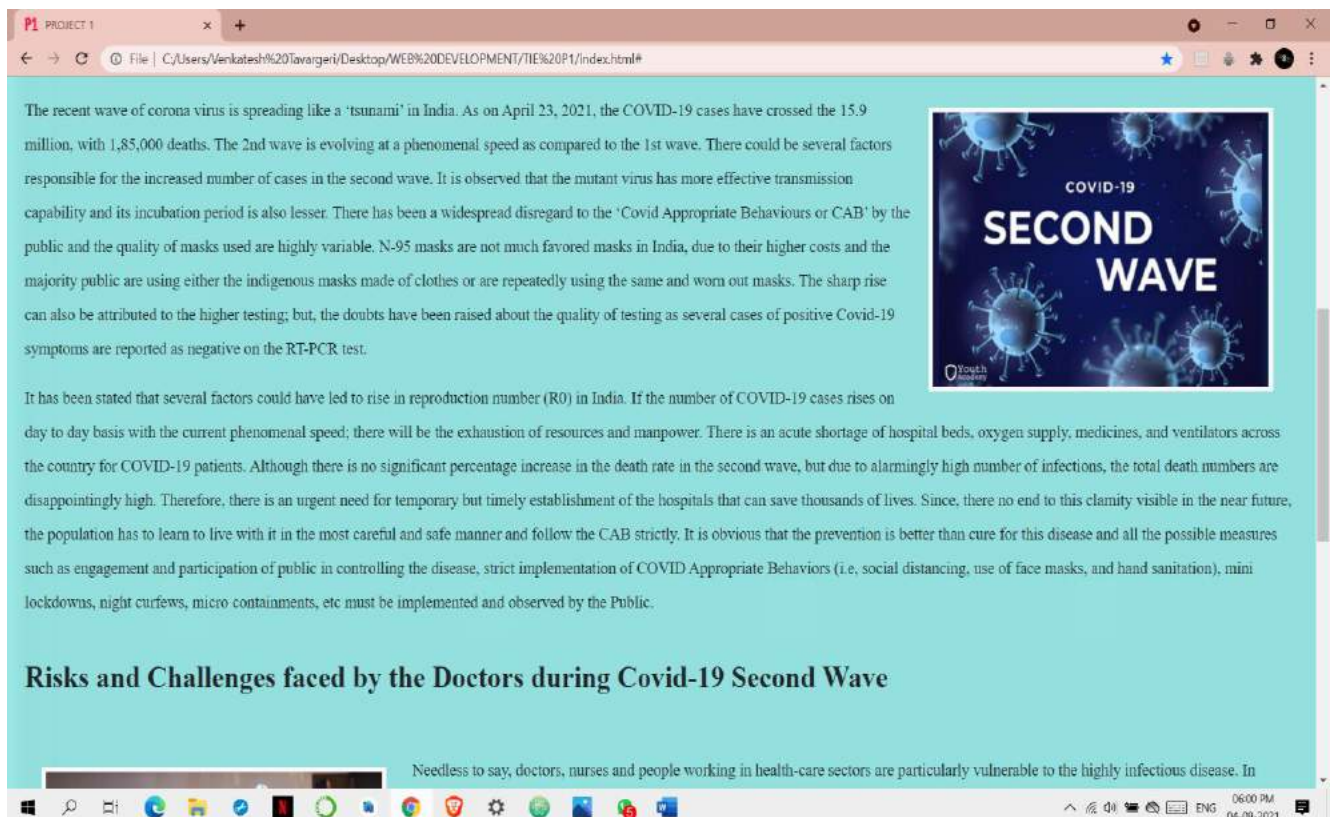 P1 PROJECT 1
File | C:/Users/Venkatesh%20Tavargeri/Desktop/WEB%20DEVELOPMENT/TIE%20P1/index.html#
The recent wave of corona virus is spreading like a ‘tsunami’ in India. As on April 23, 2021, the COVID-19 cases have crossed the 15.9
million, with 1,85,000 deaths. The 2nd wave is evolving at a phenomenal speed as compared to the 1st wave. There could be several factors
responsible for the increased number of cases in the second wave. It is observed that the mutant virus has more effective transmission
capability and its incubation period is also lesser. There has been a widespread disregard to the ‘Covid Appropriate Behaviours or CAB’ by the
public and the quality of masks used are highly variable. N-95 masks are not much favored masks in India, due to their higher costs and the
majority public are using either the indigenous masks made of clothes or are repeatedly using the same and worn out masks. The sharp rise
can also be attributed to the higher testing; but, the doubts have been raised about the quality of testing as several cases of positive Covid-19
symptoms are reported as negative on the RT-PCR test.
COVID-19
SECOND
WAVE
Youth
Academy
It has been stated that several factors could have led to rise in reproduction number (R0) in India. If the number of COVID-19 cases rises on
day to day basis with the current phenomenal speed; there will be the exhaustion of resources and manpower. There is an acute shortage of hospital beds, oxygen supply, medicines, and ventilators across
the country for COVID-19 patients. Although there is no significant percentage increase in the death rate in the second wave, but due to alarmingly high number of infections, the total death numbers are
disappointingly high. Therefore, there is an urgent need for temporary but timely establishment of the hospitals that can save thousands of lives. Since, there no end to this clamity visible in the near future,
the population has to learn to live with it in the most careful and safe manner and follow the CAB strictly. It is obvious that the prevention is better than cure for this disease and all the possible measures
such as engagement and participation of public in controlling the disease, strict implementation of COVID Appropriate Behaviors (i.e, social distancing, use of face masks, and hand sanitation), mini
lockdowns, night curfews, micro containments, etc must be implemented and observed by the Public.
Risks and Challenges faced by the Doctors during Covid-19 Second Wave
Needless to say, doctors, nurses and people working in health-care sectors are particularly vulnerable to the highly infectious disease. In
ENG
06:00 PM
04-09-2021